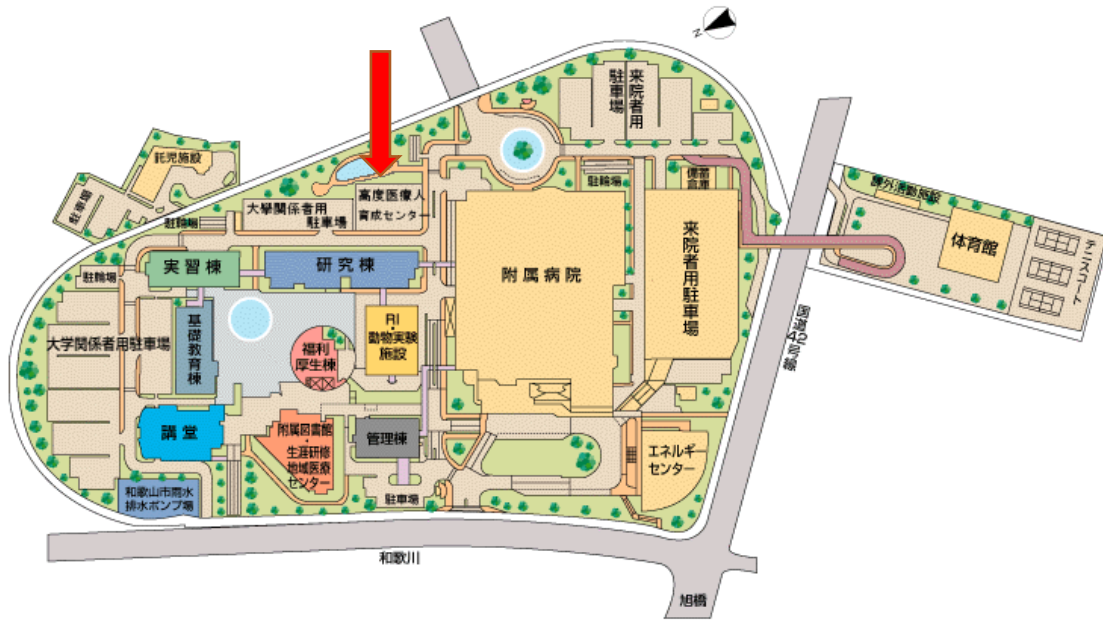 N
来院者用
駐車場
託児施設
駐車場
駐輪場
大學関係者用
駐車場
高度医療人
育成センター
駐輪場
備蓄
倉庫
課外活動施設
体育館
テニスコート
実習棟
研究棟
駐輪場
附属病院
来院者用駐車場
国道42号線
基礎教育棟
大学関係者用駐車場
福利
厚生棟
RI
・
動物実験
施設
講堂
附属図書館
・
生涯研修
地域医療
センター
管理棟
エネルギー
センター
和歌山市雨水
排水ポンプ場
駐車場
和歌川
旭橋